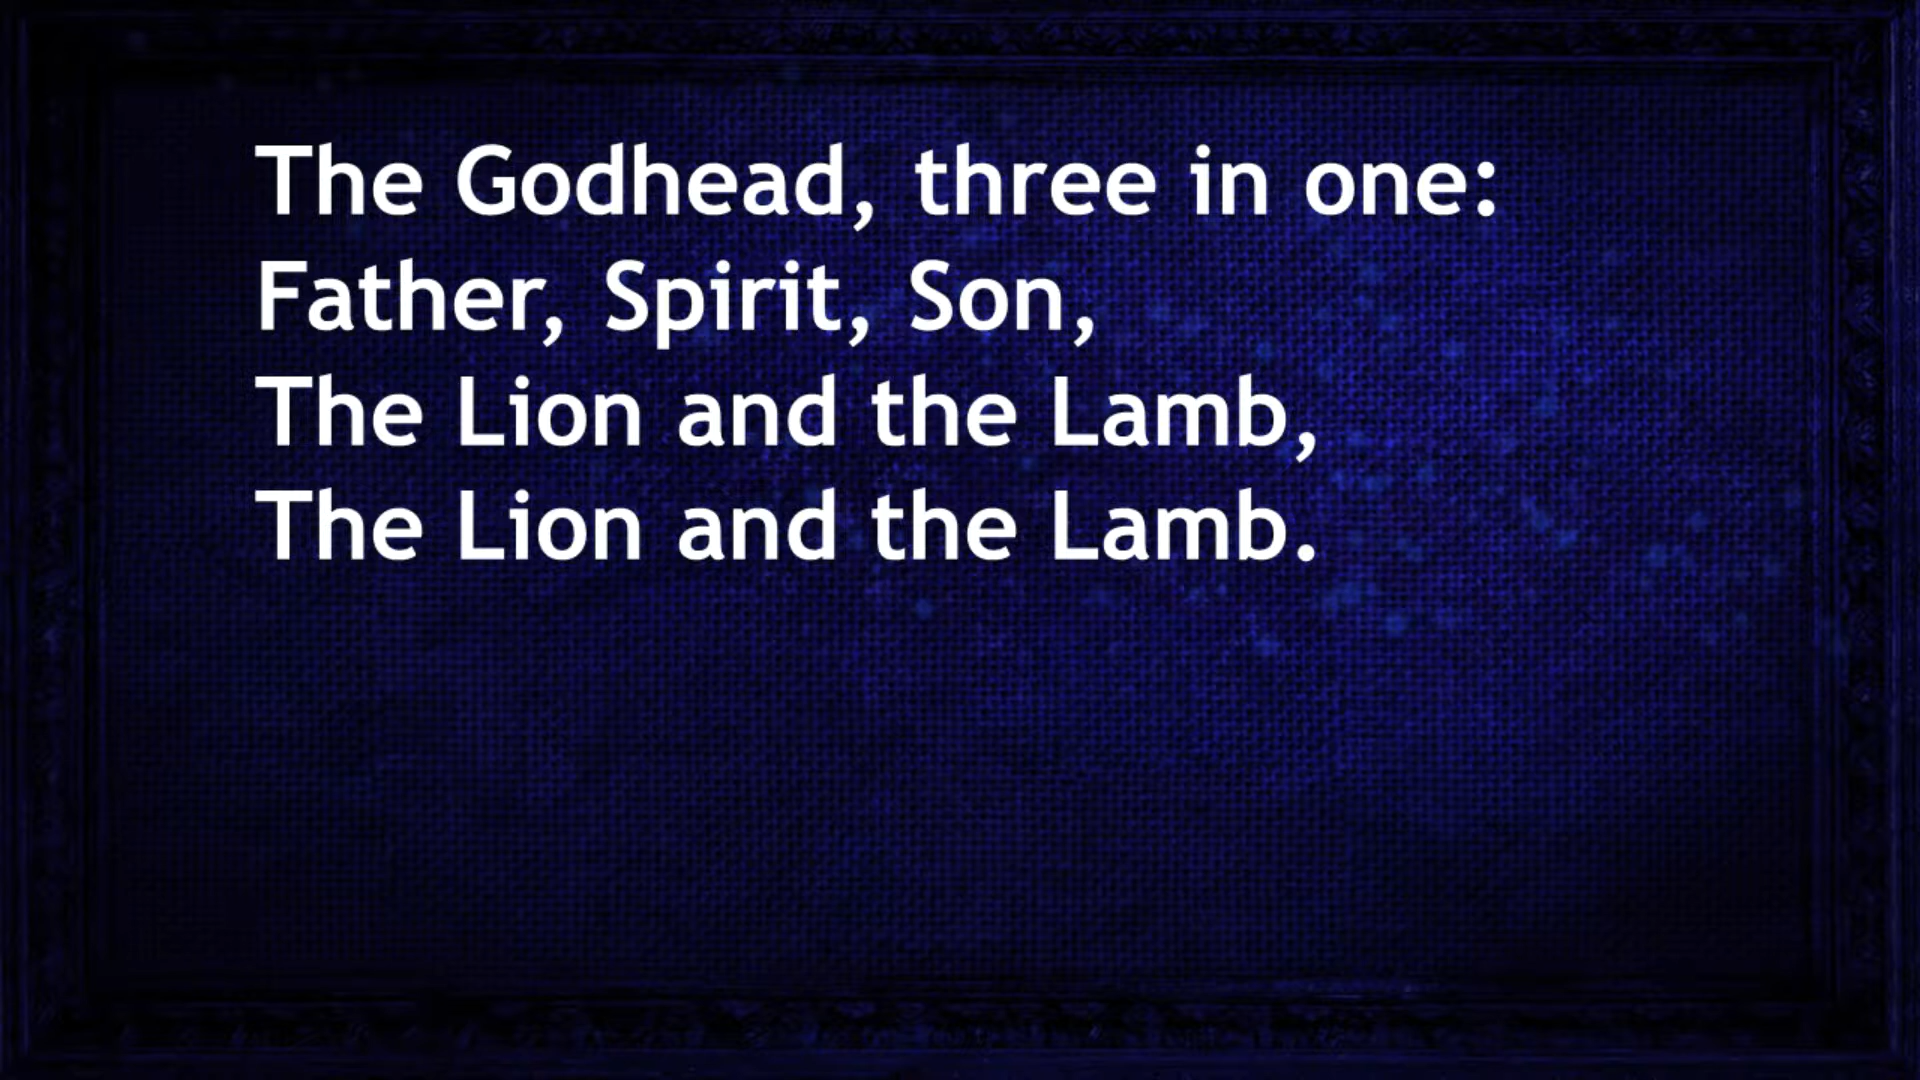 The Godhead, three in one:
Father, Spirit, Son,
The Lion and the Lamb,
The Lion and the Lamb.